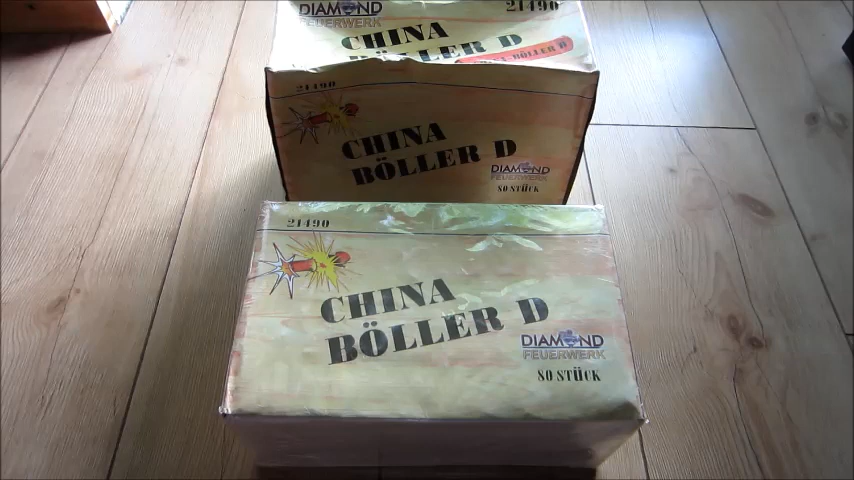 DIAMOND
FEUERWERK
21490
CHINA
BÖLLER D
21490
CHINA
BÖLLER D
DIAMOND
FEUERWERK
80 STÜCK
21490
CHINA
BÖLLER D
DIAMOND
FEUERWERK
80 STÜCK